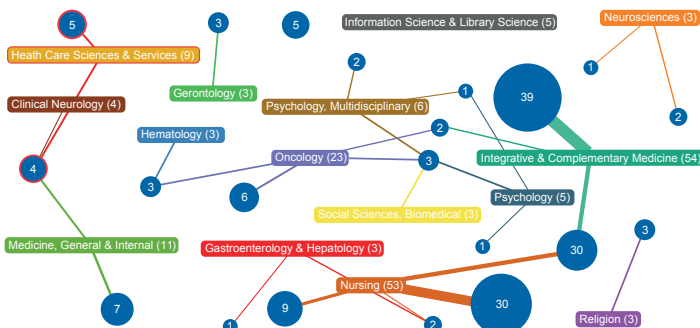 5
3
5
Information Science & Library Science (5)
Neurosciences (3)
Heath Care Sciences & Services (9)
2
1
Gerontology (3)
1
39
Clinical Neurology (4)
Psychology, Multidisciplinary (6)
2
Hematology (3)
2
4
Oncology (23)
3
Integrative & Complementary Medicine (54)
3
6
Psychology (5)
Social Sciences, Biomedical (3)
3
Medicine, General & Internal (11)
Gastroenterology & Hepatology (3)
1
30
Nursing (53)
7
9
30
1
2
Religion (3)